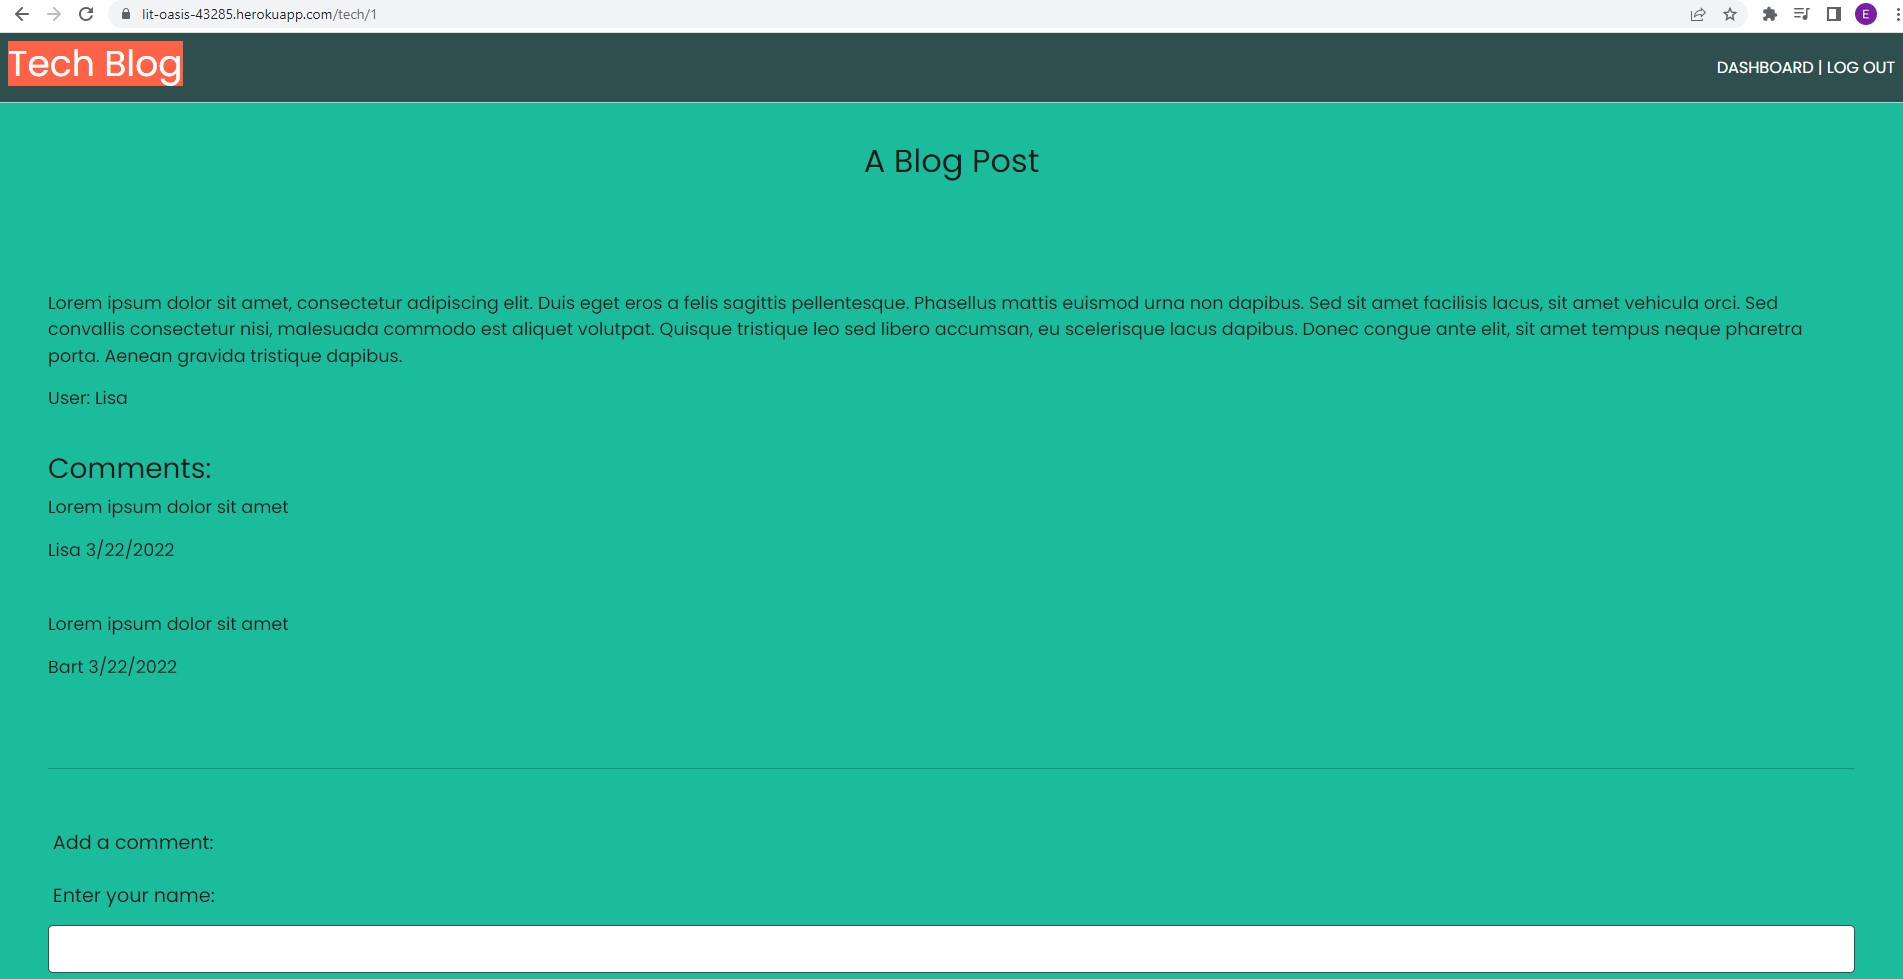 lit-oasis-43285.herokuapp.com/tech/1
E
Tech Blog
DASHBOARD | LOG OUT
A Blog Post
Lorem ipsum dolor sit amet, consectetur adipiscing elit. Duis eget eros a felis sagittis pellentesque. Phasellus mattis euismod urna non dapibus. Sed sit amet facilisis lacus, sit amet vehicula orci. Sed
convallis consectetur nisi, malesuada commodo est aliquet volutpat. Quisque tristique leo sed libero accumsan, eu scelerisque lacus dapibus. Donec congue ante elit, sit amet tempus neque pharetra
porta. Aenean gravida tristique dapibus.
User: Lisa
Comments:
Lorem ipsum dolor sit amet
Lisa 3/22/2022
Lorem ipsum dolor sit amet
Bart 3/22/2022
Add a comment:
Enter your name: